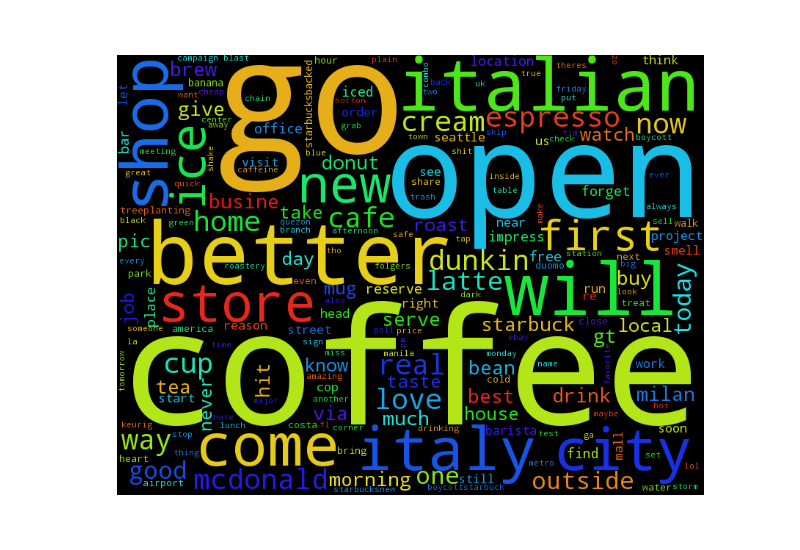 campaign blast
plain
theres
brew
hour
combo
location
think
banana
back
true
uk
oz
let
want
cheap
iced
two
friday
put
chain
horton
go
italian
shop
ice
give
center
order
starbucksbacked
grab
cream
espresso
now
bar
away
office
town
seattle
skip
us
check
tim
boycott
watch
meeting
shake
visit
blue
donut
see
shit
inside
ever
great
caffeine
share
open
table
forget
quick
new
trash
always
busine
treeplanting
black
green
home
quezon
branch
take
cafe
afternoon
safe
roast
tap
near
impress
make
first
sell
walk
project
smell
pic
every
park
better
roastery
day
tho
folgers
even
dunkin
free
duomo
station
next
big
look
treat
today
job
place
store
mug
reserve
right
dark
latte
will
run
re
buy
close
local
gt
someone
america
reason
street
head
also
serve
price
starbuck
la
time
sign
poll
pe
ebay
coffee
tomorrow
cup
know
miss
manila
real
monday
name
favorite
work
tea
start
hit
amazing
cop
another
taste
bean
cold
love
best
drink
milan
hot
never
hate
major
via
much
house
maybe
keurig
lunch
costa
fl
corner
drinking
barista
test
ga
mall
soon
way
stop
heart
thing
come
bring
italy
city
find
set
lol
good
airport
mcdonald
morning
one
still
metro
outside
starbucksnew
boycottstarbuck
water
storm